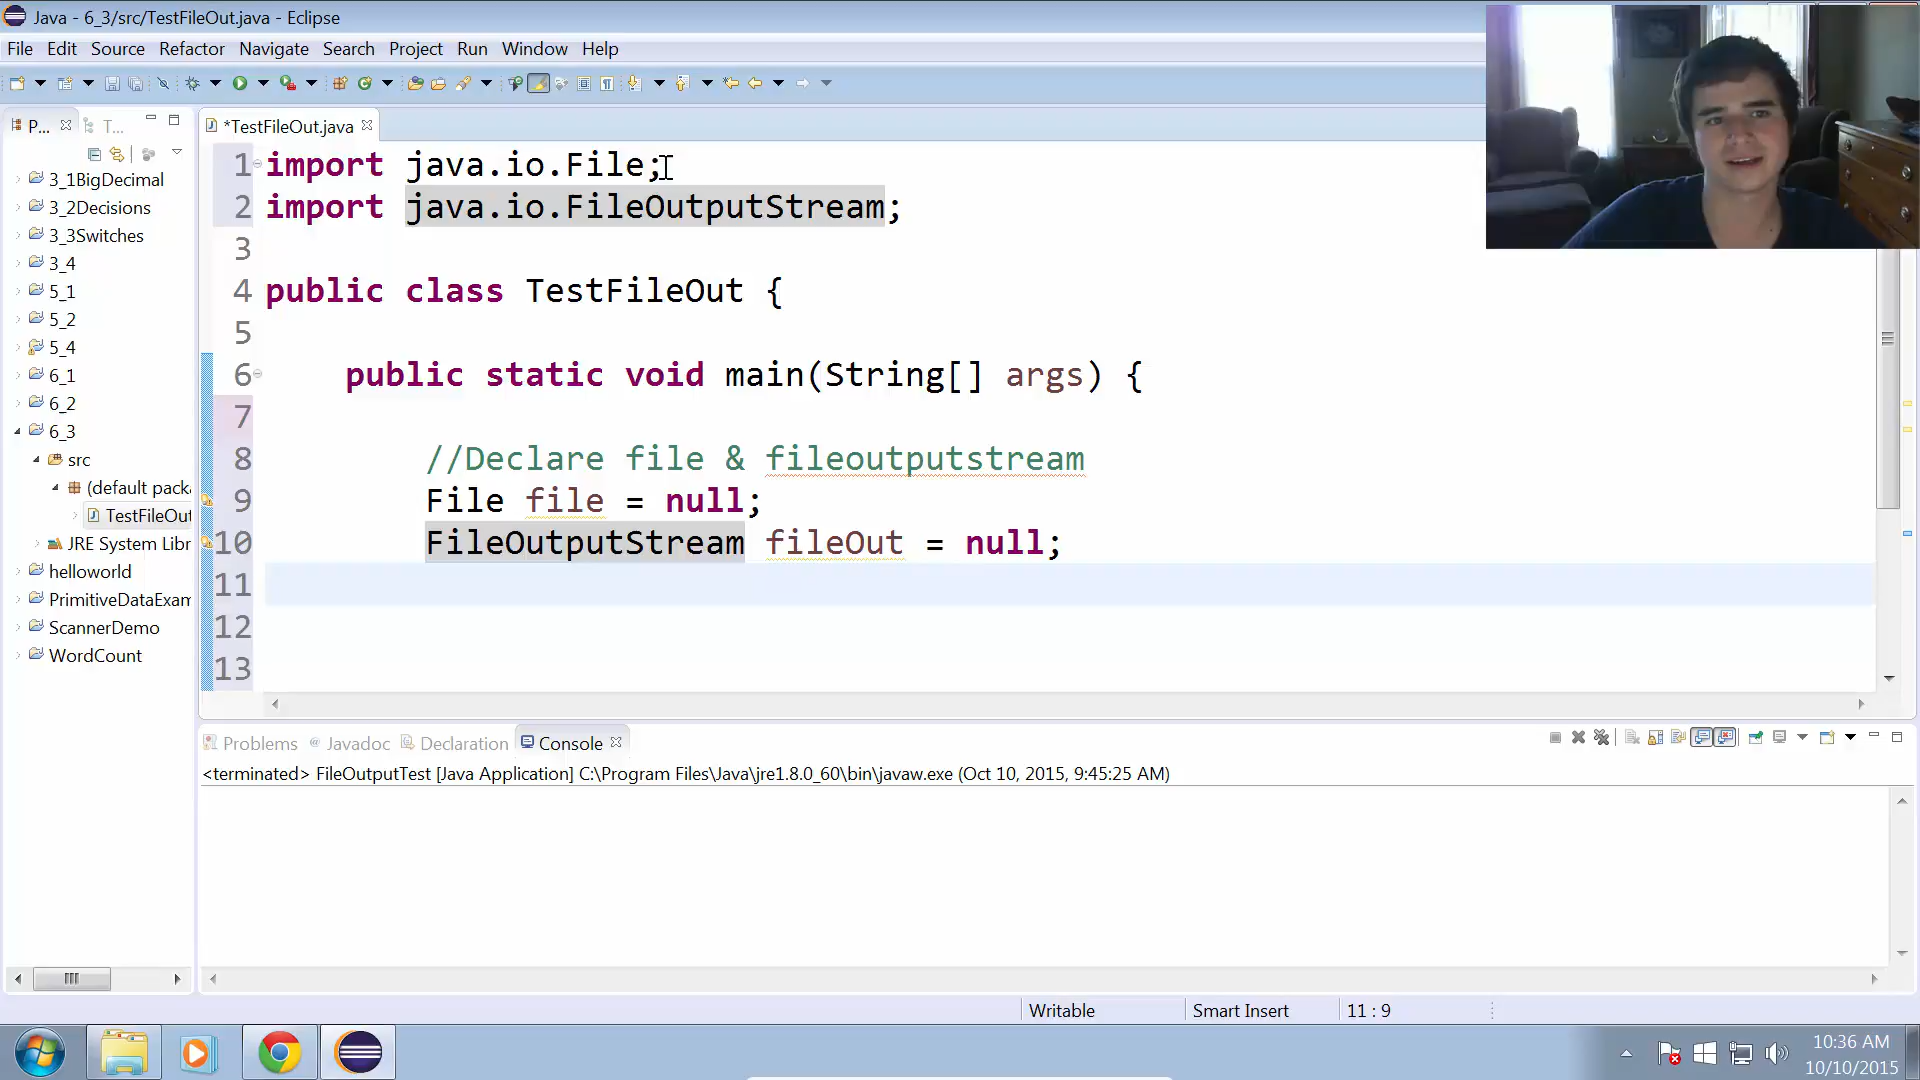 Java - 6_3/src/TestFileOut.java - Eclipse
File Edit Source Refactor Navigate Search Project Run Window Help
P... T... *TestFileOut.java
3_1BigDecimal
3_2Decisions
3_3Switches
3_4
5_1
5_2
5_4
6_1
6_2
6_3
src
(default packa
TestFileOut
JRE System Libr
helloworld
PrimitiveDataExam
ScannerDemo
WordCount
1 import java.io.File;
2 import java.io.FileOutputStream;
3
4 public class TestFileOut {
5
6 public static void main(String[] args) {
7
8 //Declare file & fileoutputstream
9 File file = null;
10 FileOutputStream fileOut = null;
11
12
13
Problems @ Javadoc Declaration Console
<terminated> FileOutputTest [Java Application] C:\Program Files\Java\jre1.8.0_60\bin\javaw.exe (Oct 10, 2015, 9:45:25 AM)
Writable Smart Insert 11 : 9
10:36 AM
10/10/2015